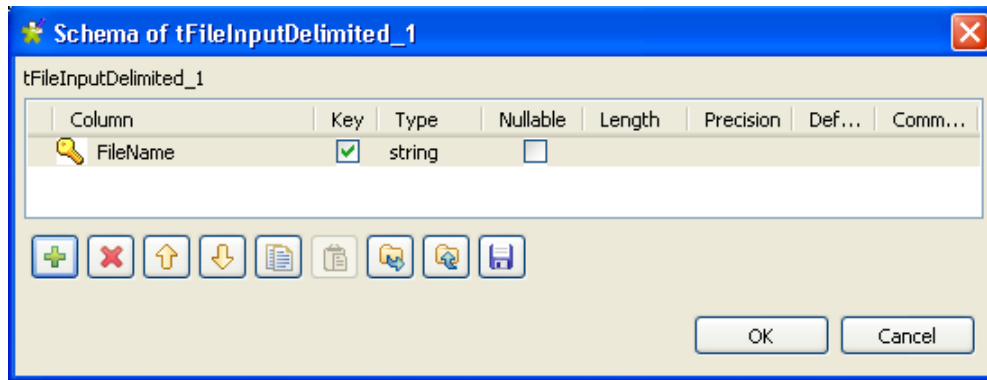 Schema of tFileInputDelimited_1
tFileInputDelimited_1
Column Key Type Nullable Length Precision Def... Comm...
FileName string
OK Cancel